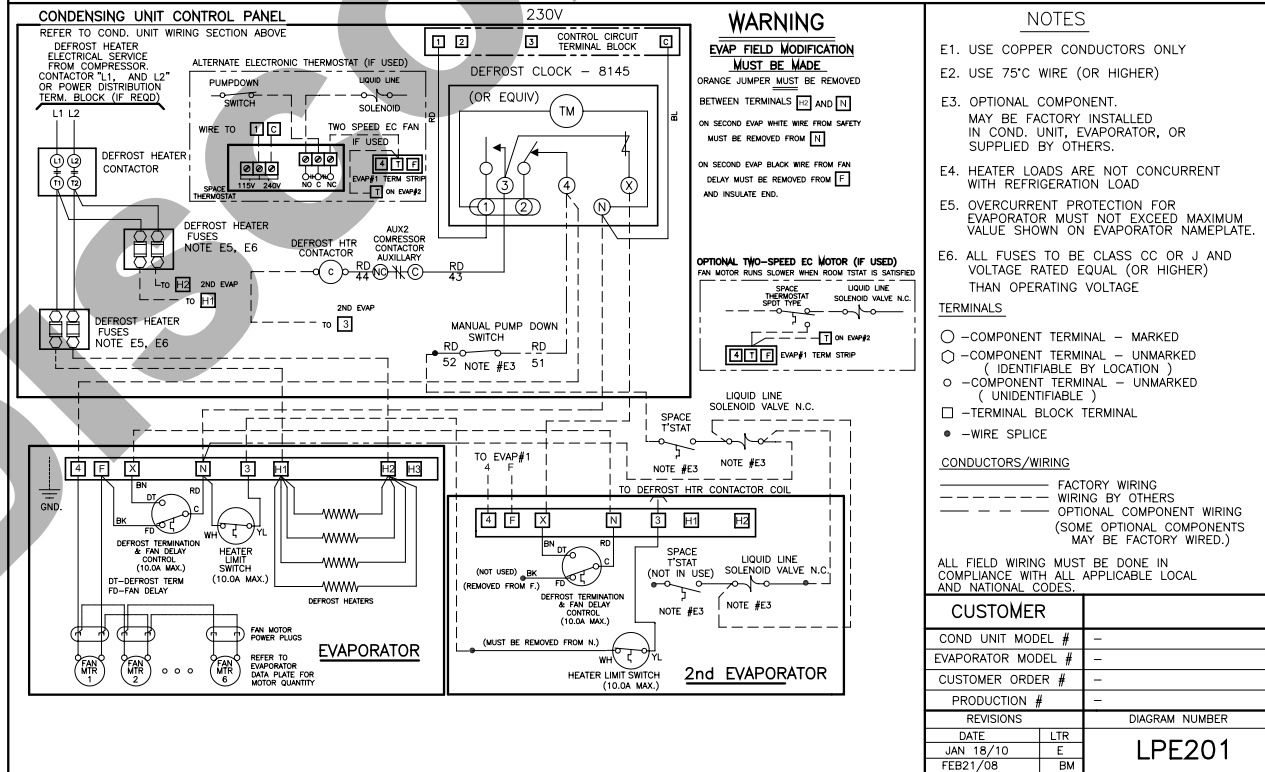 CONDENSING UNIT CONTROL PANEL
REFER TO COND. UNIT WIRING SECTION ABOVE
DEFROST HEATER
ELECTRICAL SERVICE
FROM COMPRESSOR.
CONTACTOR "L1, AND L2"
OR POWER DISTRIBUTION
TERM. BLOCK (IF REQD)
L1 L2
L1 L2
T1 T2
DEFROST HEATER
CONTACTOR
DEFROST HEATER
FUSES
NOTE E5, E6
TO H2 2ND EVAP
TO H1
DEFROST HEATER
FUSES
NOTE E5, E6
ALTERNATE ELECTRONIC THERMOSTAT (IF USED)
PUMPDOWN
SWITCH
LIQUID LINE
SOLENOID
WIRE TO 1 C
TWO SPEED EC FAN
IF USED
4 T F
EVAP#1 TERM STRIP
T ON EVAP#2
115V 240V
NO C NC
SPACE
THERMOSTAT
DEFROST HTR
CONTACTOR
C
AUX2
COMRESSOR
CONTACTOR
AUXILLARY
RD
44
NC
C
RD
43
2ND EVAP
TO 3
MANUAL PUMP DOWN
SWITCH
RD
52
NOTE #E3
RD
51
230V
1 2 3 C
CONTROL CIRCUIT
TERMINAL BLOCK
DEFROST CLOCK - 8145
(OR EQUIV)
TM
RD
BL
3 4 X
1 2 N
WARNING
EVAP FIELD MODIFICATION
MUST BE MADE
ORANGE JUMPER MUST BE REMOVED
BETWEEN TERMINALS H2 AND N
ON SECOND EVAP WHITE WIRE FROM SAFETY
MUST BE REMOVED FROM N
ON SECOND EVAP BLACK WIRE FROM FAN
DELAY MUST BE REMOVED FROM F
AND INSULATE END.
OPTIONAL TWO-SPEED EC MOTOR (IF USED)
FAN MOTOR RUNS SLOWER WHEN ROOM TSTAT IS SATISFIED
SPACE
THERMOSTAT
SPDT TYPE
LIQUID LINE
SOLENOID VALVE N.C.
T ON EVAP#2
4 T F EVAP#1 TERM STRIP
LIQUID LINE
SOLENOID VALVE N.C.
SPACE
T'STAT
NOTE #E3
NOTE #E3
GND.
4 F X N 3 H1 H2 H3
BN
DT
RD
C
BK
FD
WH
YL
DEFROST TERMINATION
& FAN DELAY
CONTROL
(10.0A MAX.)
HEATER
LIMIT
SWITCH
(10.0A MAX.)
DT-DEFROST TERM
FD-FAN DELAY
DEFROST HEATERS
FAN MOTOR
POWER PLUGS
REFER TO
EVAPORATOR
DATA PLATE FOR
MOTOR QUANTITY
FAN
MTR
1
FAN
MTR
2
FAN
MTR
6
EVAPORATOR
TO EVAP#1
4 F
TO DEFROST HTR CONTACTOR COIL
4 F X N 3 H1 H2
BN
DT
RD
C
(NOT USED) BK
FD
(REMOVED FROM F.)
DEFROST TERMINATION
& FAN DELAY
CONTROL
(10.0A MAX.)
SPACE
T'STAT
(NOT IN USE)
LIQUID LINE
SOLENOID VALVE N.C.
NOTE #E3
NOTE #E3
(MUST BE REMOVED FROM N.)
WH
YL
HEATER LIMIT SWITCH
(10.0A MAX.)
2nd EVAPORATOR
NOTES
E1. USE COPPER CONDUCTORS ONLY
E2. USE 75°C WIRE (OR HIGHER)
E3. OPTIONAL COMPONENT.
MAY BE FACTORY INSTALLED
IN COND. UNIT, EVAPORATOR, OR
SUPPLIED BY OTHERS.
E4. HEATER LOADS ARE NOT CONCURRENT
WITH REFRIGERATION LOAD
E5. OVERCURRENT PROTECTION FOR
EVAPORATOR MUST NOT EXCEED MAXIMUM
VALUE SHOWN ON EVAPORATOR NAMEPLATE.
E6. ALL FUSES TO BE CLASS CC OR J AND
VOLTAGE RATED EQUAL (OR HIGHER)
THAN OPERATING VOLTAGE
TERMINALS
-COMPONENT TERMINAL - MARKED
-COMPONENT TERMINAL - UNMARKED
( IDENTIFIABLE BY LOCATION )
-COMPONENT TERMINAL - UNMARKED
( UNIDENTIFIABLE )
-TERMINAL BLOCK TERMINAL
-WIRE SPLICE
CONDUCTORS/WIRING
FACTORY WIRING
WIRING BY OTHERS
OPTIONAL COMPONENT WIRING
(SOME OPTIONAL COMPONENTS
MAY BE FACTORY WIRED.)
ALL FIELD WIRING MUST BE DONE IN
COMPLIANCE WITH ALL APPLICABLE LOCAL
AND NATIONAL CODES.
CUSTOMER
COND UNIT MODEL # -
EVAPORATOR MODEL # -
CUSTOMER ORDER # -
PRODUCTION # -
REVISIONS
DIAGRAM NUMBER
DATE LTR
JAN 18/10 E
FEB21/08 BM
LPE201